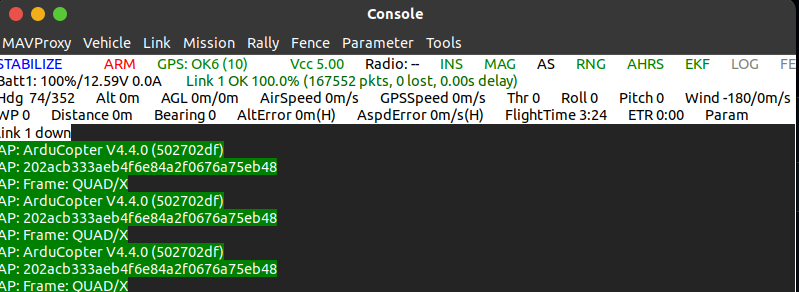 Console
MAVProxy Vehicle Link Mission Rally Fence Parameter Tools
STABILIZE ARM GPS: OK6 (10) Vcc 5.00 Radio: -- INS MAG AS RNG AHRS EKF LOG FE
Batt1: 100%/12.59V 0.0A Link 1 OK 100.0% (167552 pkts, 0 lost, 0.00s delay)
Hdg 74/352 Alt 0m AGL 0m/0m AirSpeed 0m/s GPSSpeed 0m/s Thr 0 Roll 0 Pitch 0 Wind -180/0m/s
WP 0 Distance 0m Bearing 0 AltError 0m(H) AspdError 0m/s(H) FlightTime 3:24 ETR 0:00 Param
link 1 down
AP: ArduCopter V4.4.0 (502702df)
AP: 202acb333aeb4f6e84a2f0676a75eb48
AP: Frame: QUAD/X
AP: ArduCopter V4.4.0 (502702df)
AP: 202acb333aeb4f6e84a2f0676a75eb48
AP: Frame: QUAD/X
AP: ArduCopter V4.4.0 (502702df)
AP: 202acb333aeb4f6e84a2f0676a75eb48
AP: Frame: QUAD/X